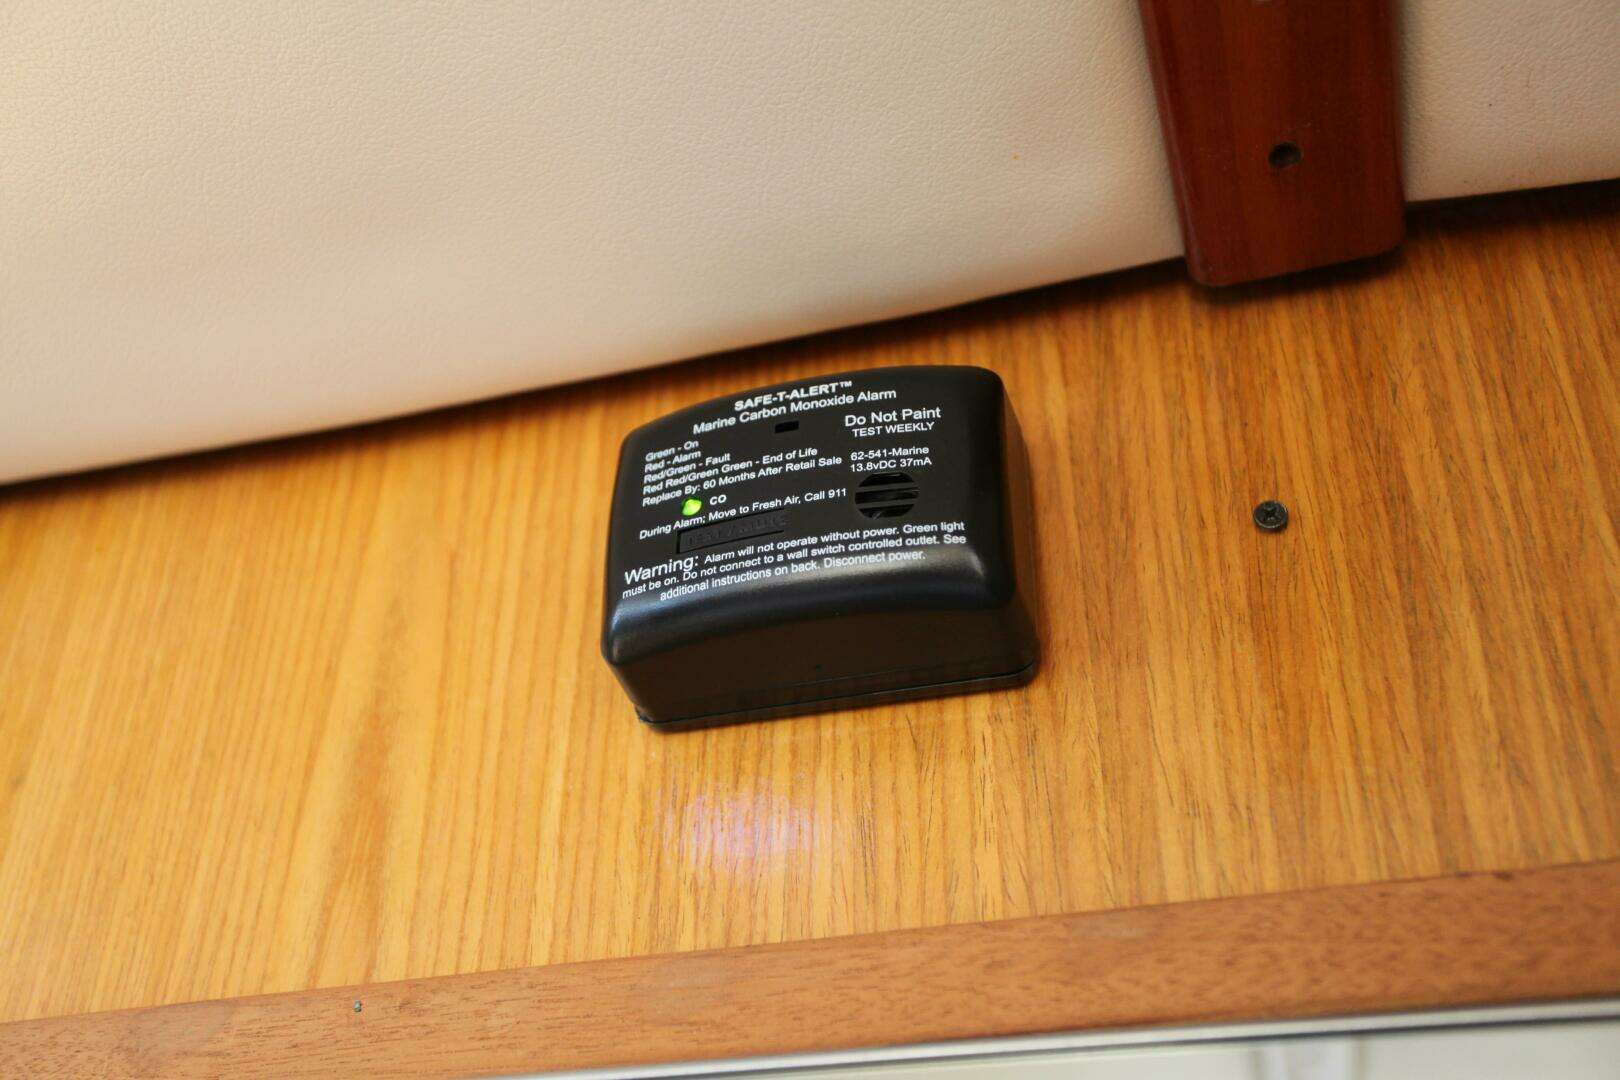 SAFE-T-ALERT™
Marine Carbon Monoxide Alarm
Do Not Paint
TEST WEEKLY
Green - On
Red - Alarm
Red/Green - Fault
Red Red/Green Green - End of Life
Replace By: 60 Months After Retail Sale
62-541-Marine
13.8vDC 37mA
CO
During Alarm; Move to Fresh Air, Call 911
TEST/MUTE
Warning: Alarm will not operate without power. Green light
must be on. Do not connect to a wall switch controlled outlet. See
additional instructions on back. Disconnect power.